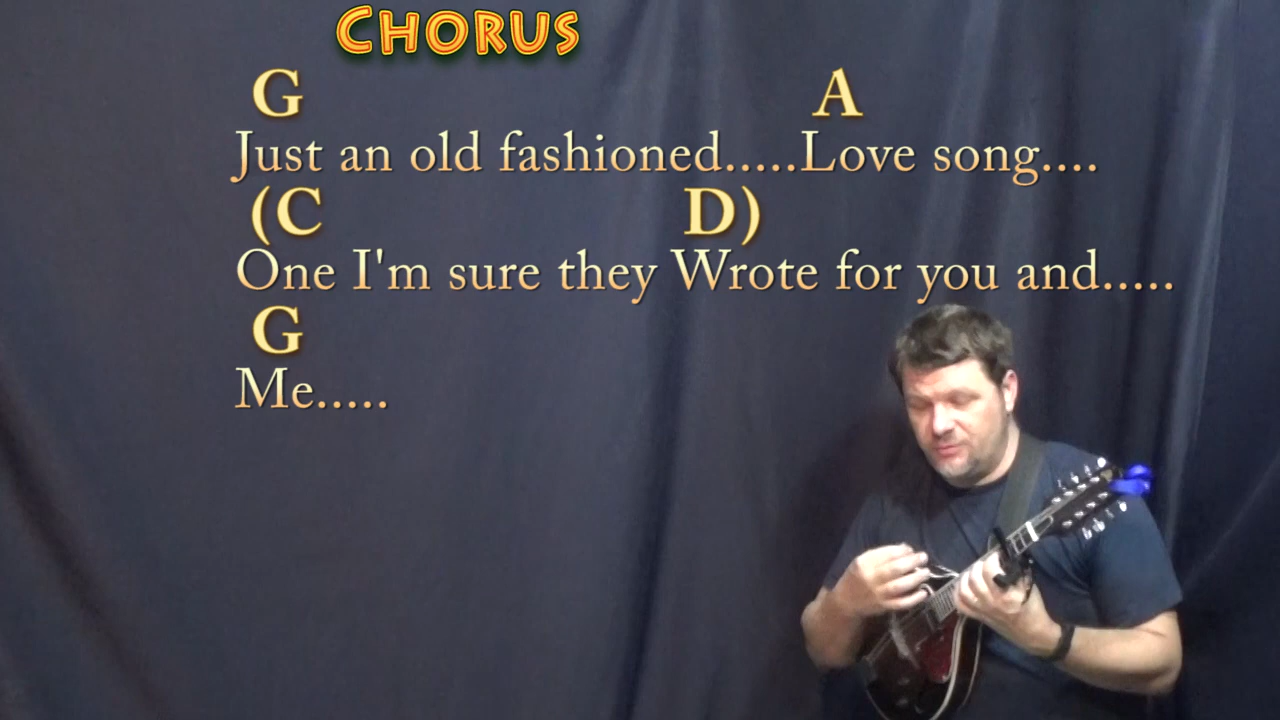 CHORUS
G A
Just an old fashioned.....Love song....
(C D)
One I'm sure they Wrote for you and.....
G
Me.....